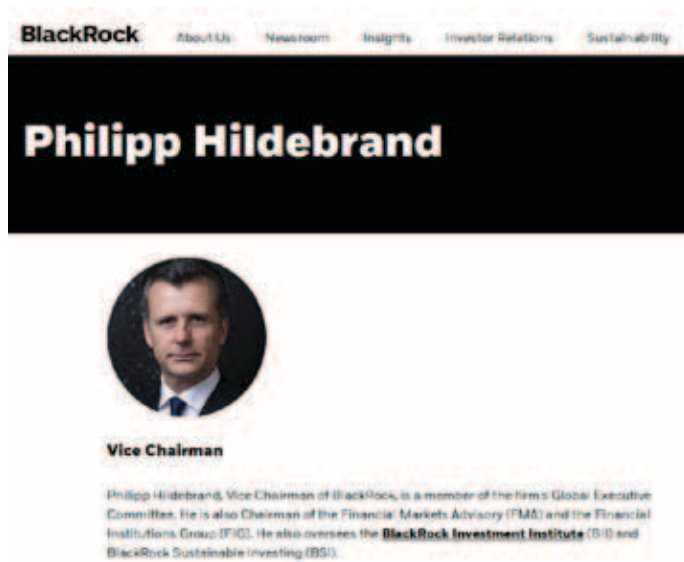 BlackRock About Us Newsroom Insights Investor Relations Sustainability
Philipp Hildebrand
Vice Chairman
Philipp Hildebrand, Vice Chairman of BlackRock, is a member of the firm's Global Executive
Committee. He is also Chairman of the Financial Markets Advisory (FMA) and the Financial
Institutions Group (FIG). He also oversees the BlackRock Investment Institute (BII) and
BlackRock Sustainable Investing (BSI).